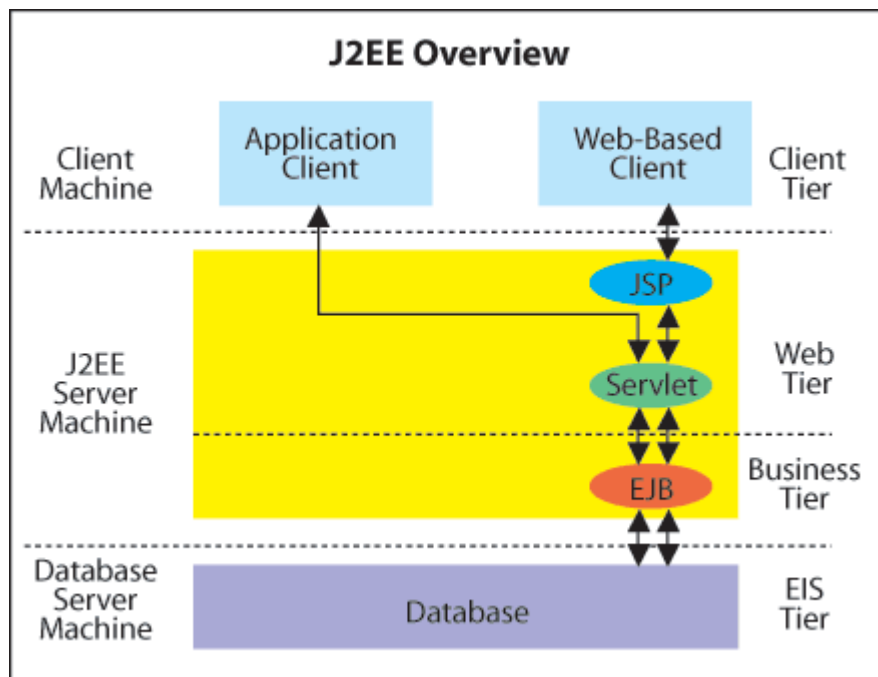 J2EE Overview
Client
Machine
Application
Client
Web-Based
Client
Client
Tier
J2EE
Server
Machine
JSP
Servlet
Web
Tier
EJB
Business
Tier
Database
Server
Machine
Database
EIS
Tier